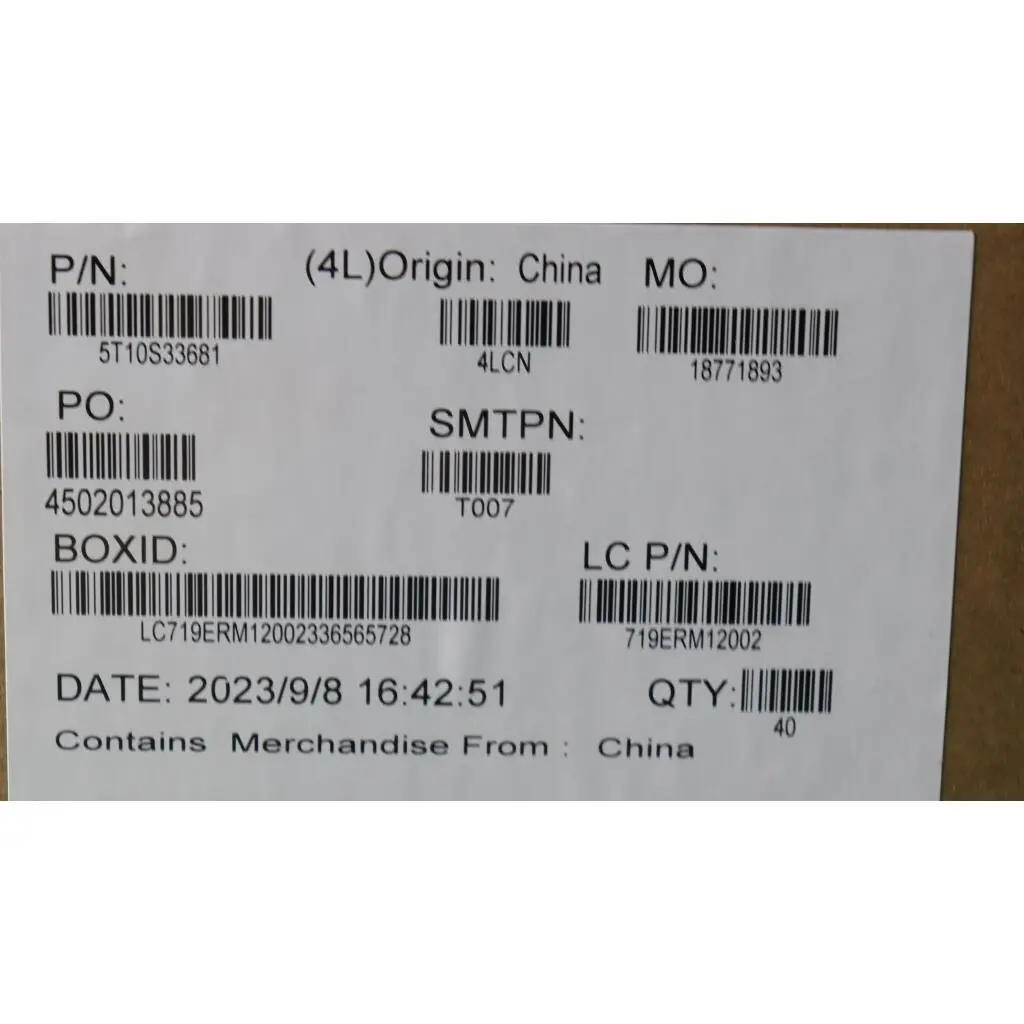 P/N: (4L)Origin: China MO:
5T10S33681 4LCN 18771893
PO: SMTPN:
4502013885 T007
BOXID: LC P/N:
LC719ERM12002336565728 719ERM12002
DATE: 2023/9/8 16:42:51 QTY:
40
Contains Merchandise From : China